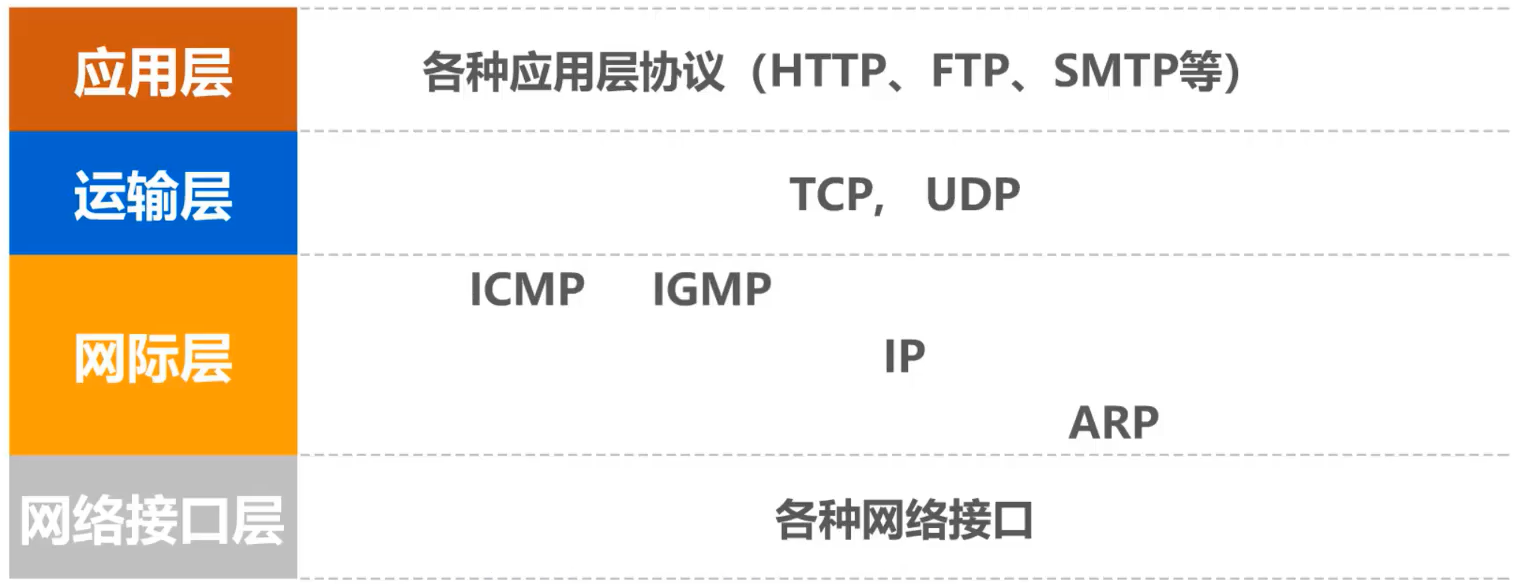 应用层
各种应用层协议（HTTP、FTP、SMTP等）
运输层
TCP, UDP
网际层
ICMP IGMP
IP
ARP
网络接口层
各种网络接口